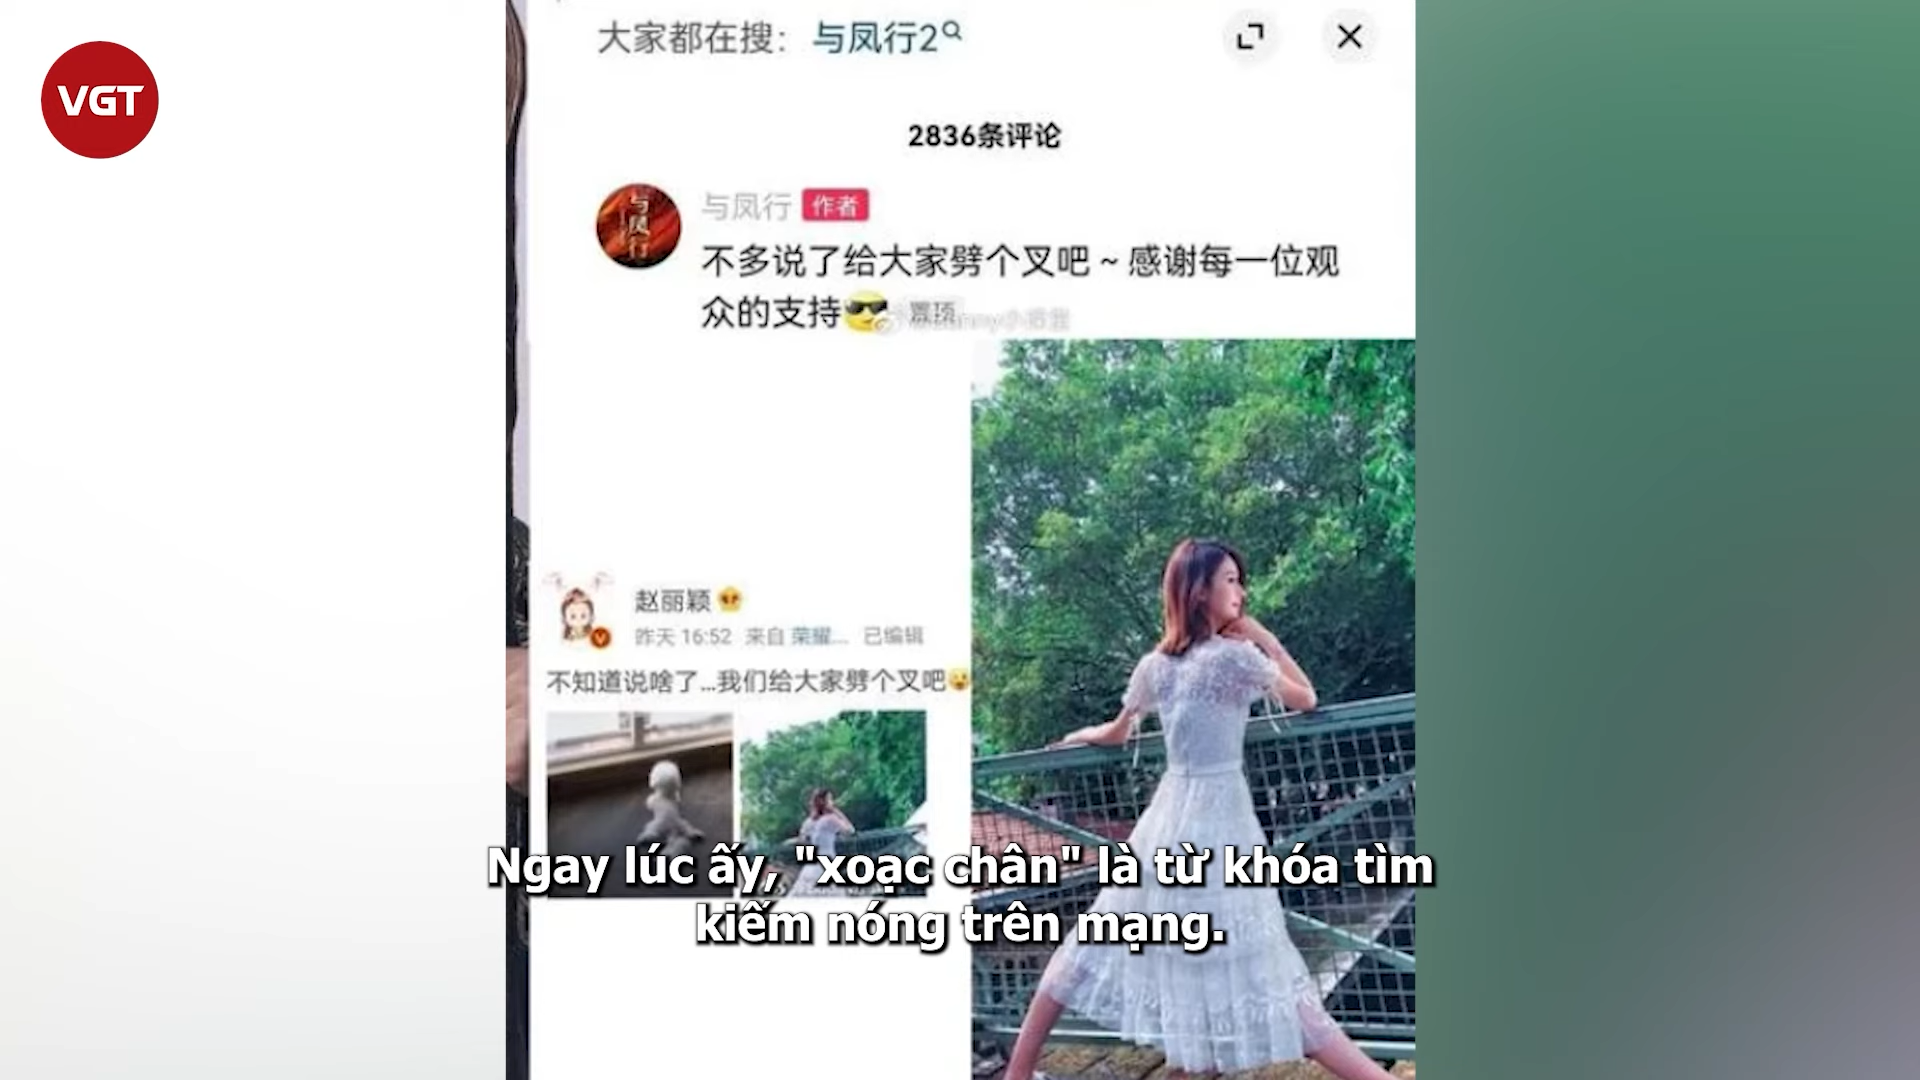 VGT
大家都在搜：与凤行2
2836条评论
与凤行 作者
不多说了给大家劈个叉吧～感谢每一位观
众的支持 置顶
赵丽颖
昨天 16:52 来自 荣耀... 已编辑
不知道说啥了...我们给大家劈个叉吧
Ngay lúc ấy, "xoạc chân" là từ khóa tìm
kiếm nóng trên mạng.